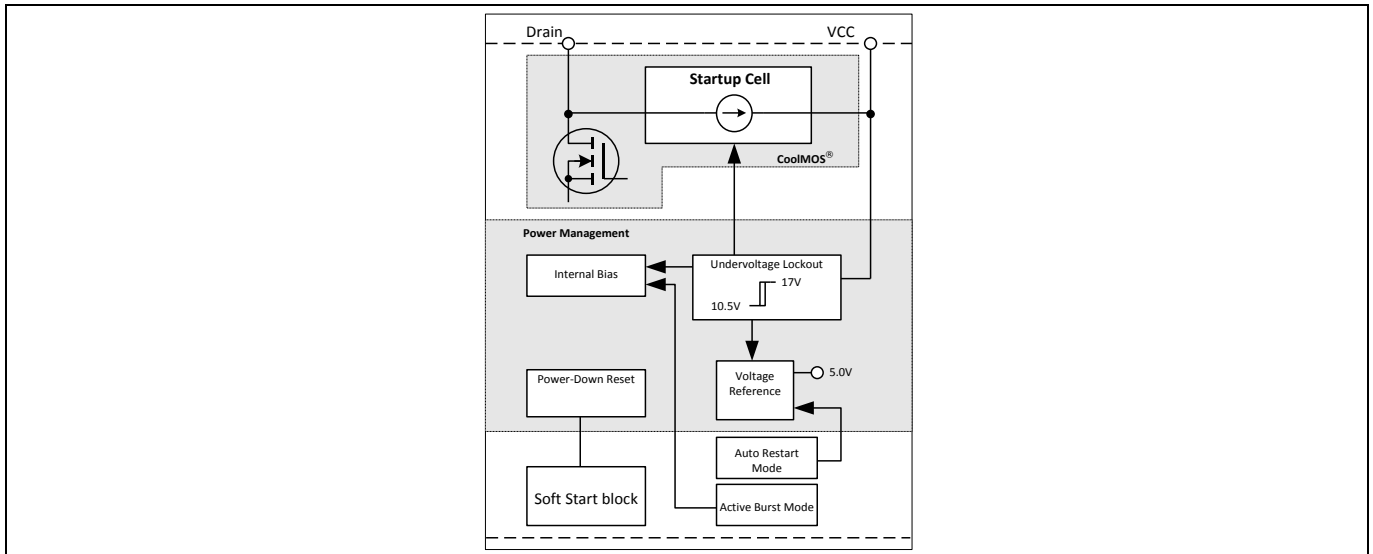 Drain
VCC
Startup Cell
CoolMOS®
Power Management
Internal Bias
Undervoltage Lockout
17V
10.5V
Power-Down Reset
Voltage
Reference
5.0V
Auto Restart
Mode
Soft Start block
Active Burst Mode